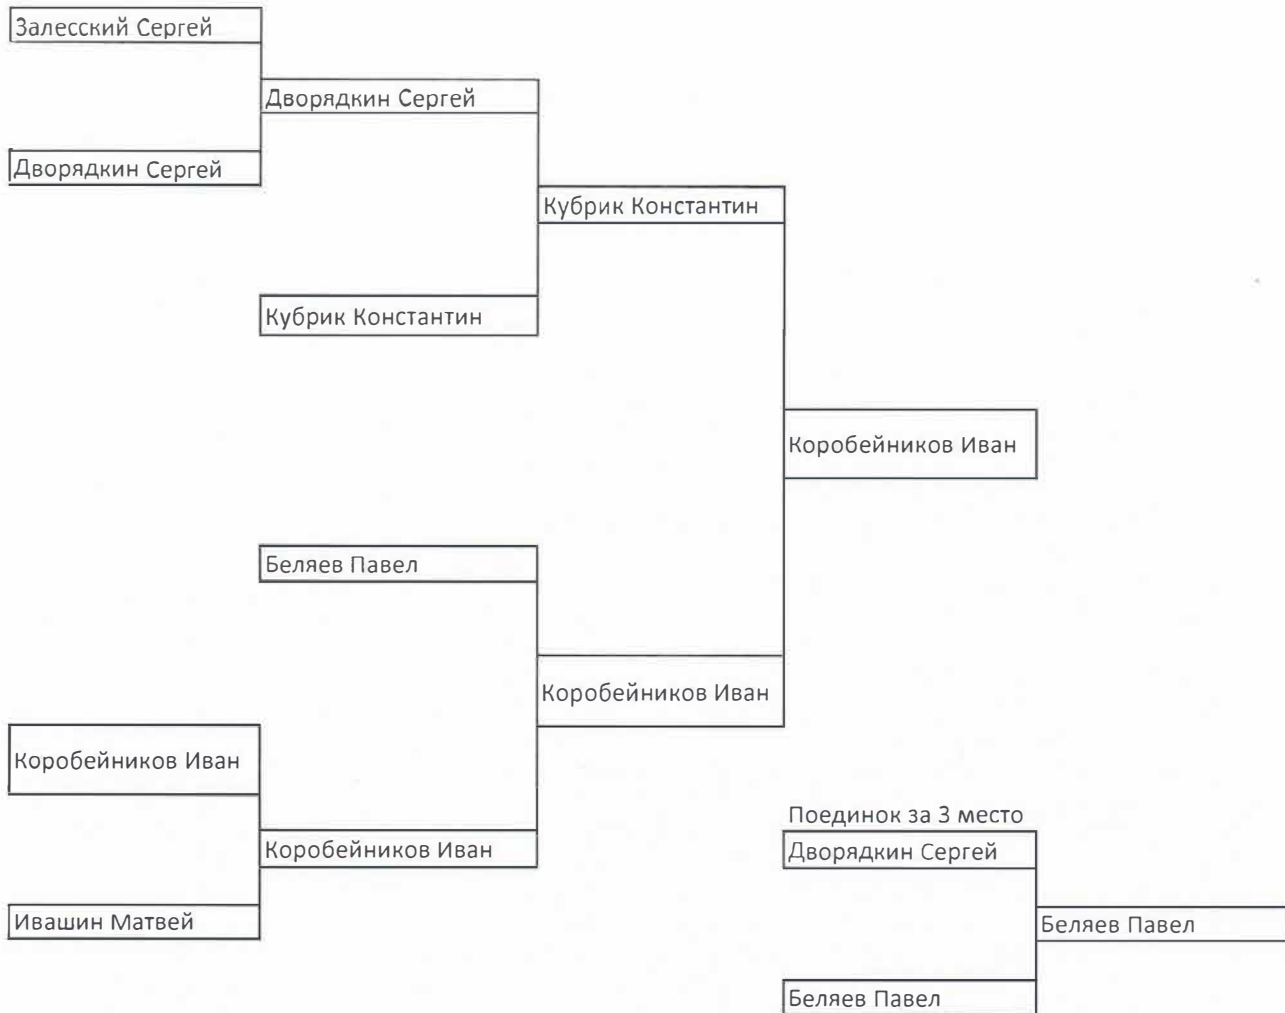 Залесский Сергей
Дворядкин Сергей
Дворядкин Сергей
Кубрик Константин
Кубрик Константин
Коробейников Иван
Беляев Павел
Коробейников Иван
Коробейников Иван
Поединок за 3 место
Коробейников Иван
Дворядкин Сергей
Ивашин Матвей
Беляев Павел
Беляев Павел